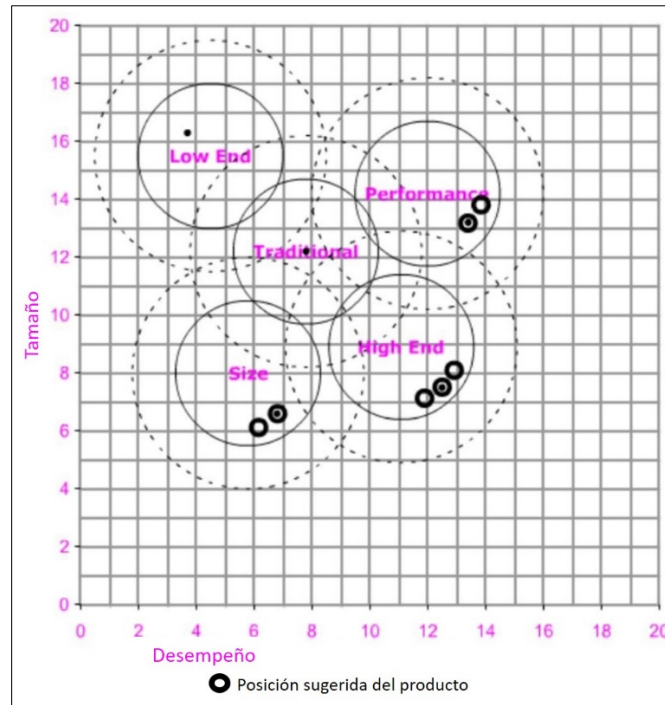 20
18
16
14
12
10
8
6
4
2
0
Tamaño
Low End
Performance
Traditional
High End
Size
0 2 4 6 8 10 12 14 16 18 20
Desempeño
Posición sugerida del producto